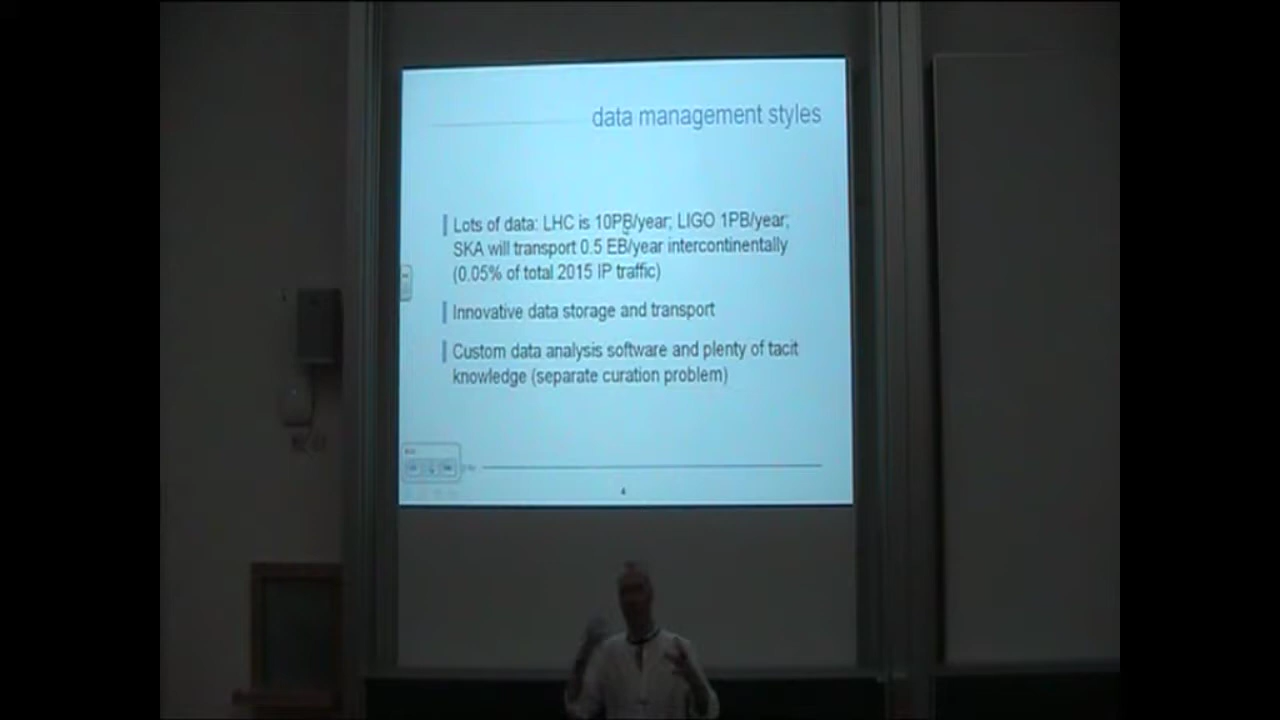 data management styles
Lots of data: LHC is 10PB/year; LIGO 1PB/year;
SKA will transport 0.5 EB/year intercontinentally
(0.05% of total 2015 IP traffic)
Innovative data storage and transport
Custom data analysis software and plenty of tacit
knowledge (separate curation problem)
4